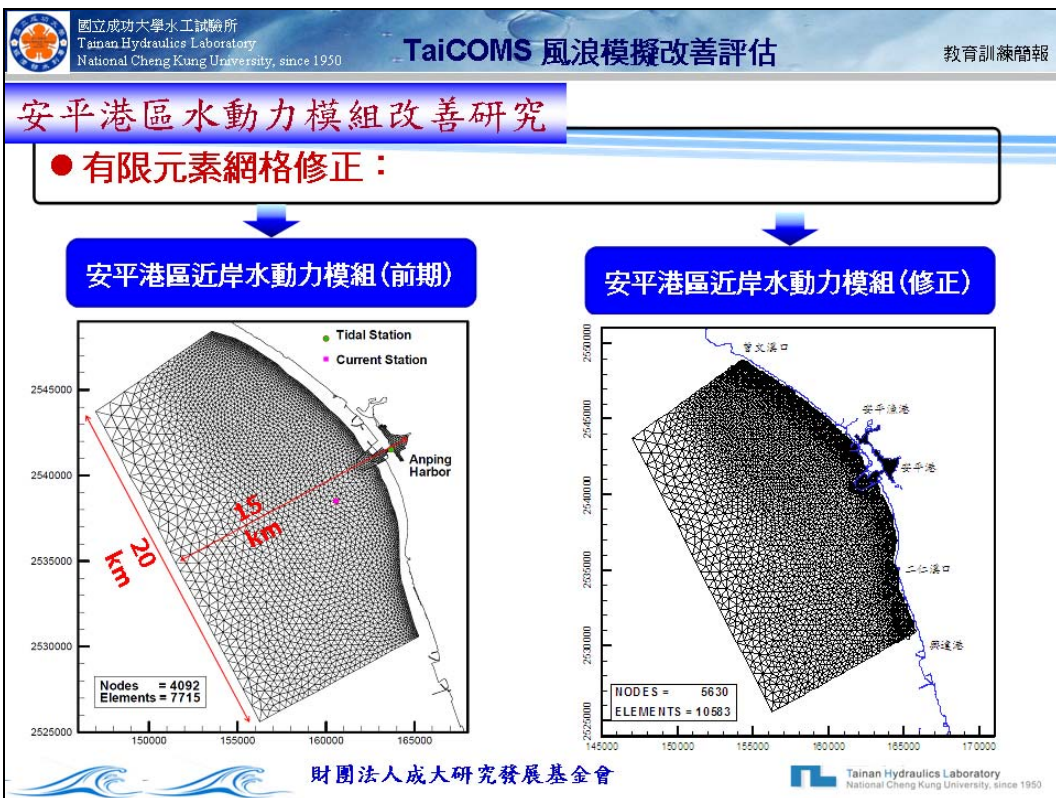 國立成功大學水工試驗所
Tainan Hydraulics Laboratory
National Cheng Kung University, since 1950
TaiCOMS 風浪模擬改善評估
教育訓練簡報
安平港區水動力模組改善研究
有限元素網格修正：
安平港區近岸水動力模組(前期)
安平港區近岸水動力模組(修正)
Tidal Station
Current Station
Anping
Harbor
15
km
20
km
2545000
2540000
2535000
2530000
2525000
Nodes = 4092
Elements = 7715
150000 155000 160000 165000
曾文溪口
安平漁港
安平港
二仁溪口
興達港
2550000
2545000
2540000
2535000
2530000
2525000
NODES = 5630
ELEMENTS = 10583
145000 150000 155000 160000 165000 170000
財團法人成大研究發展基金會
Tainan Hydraulics Laboratory
National Cheng Kung University, since 1950